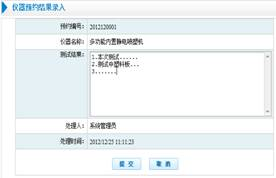 仪器预约结果录入
预约编号: 2012120001
仪器名称: 多功能内置静电喷塑机
测试结果: 1.本次测试......
2.测试中塑料板...
3.......
处理人: 系统管理员
处理时间: 2012/12/25 11:11:23
提 交 取 消